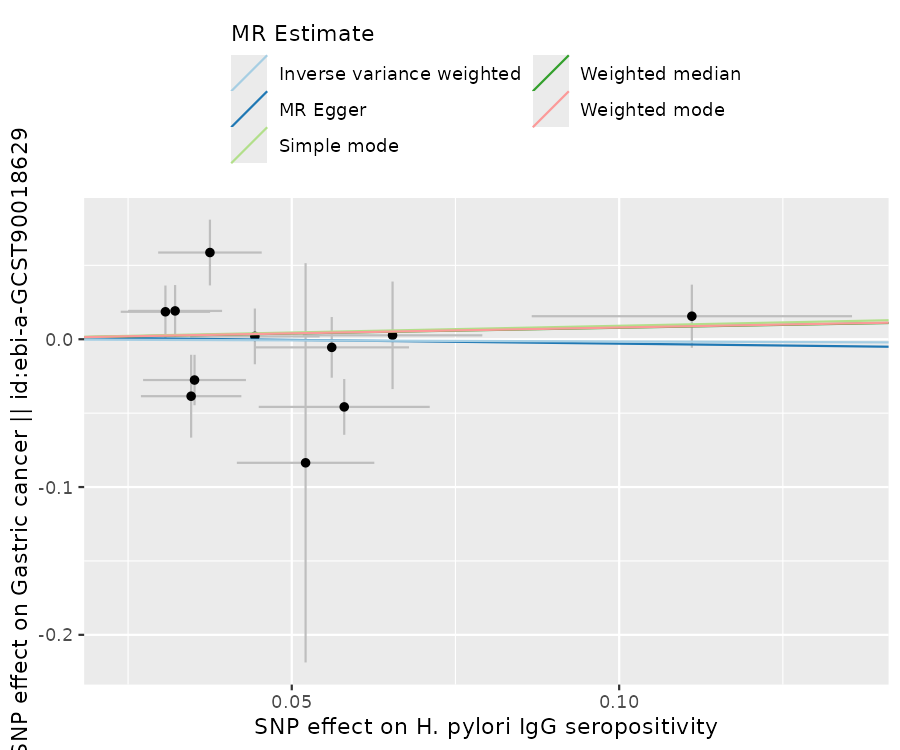 MR Estimate
Inverse variance weighted
Weighted median
MR Egger
Weighted mode
Simple mode
SNP effect on Gastric cancer || id:ebi-a-GCST90018629
0.0
-0.1
-0.2
0.05
0.10
SNP effect on H. pylori IgG seropositivity